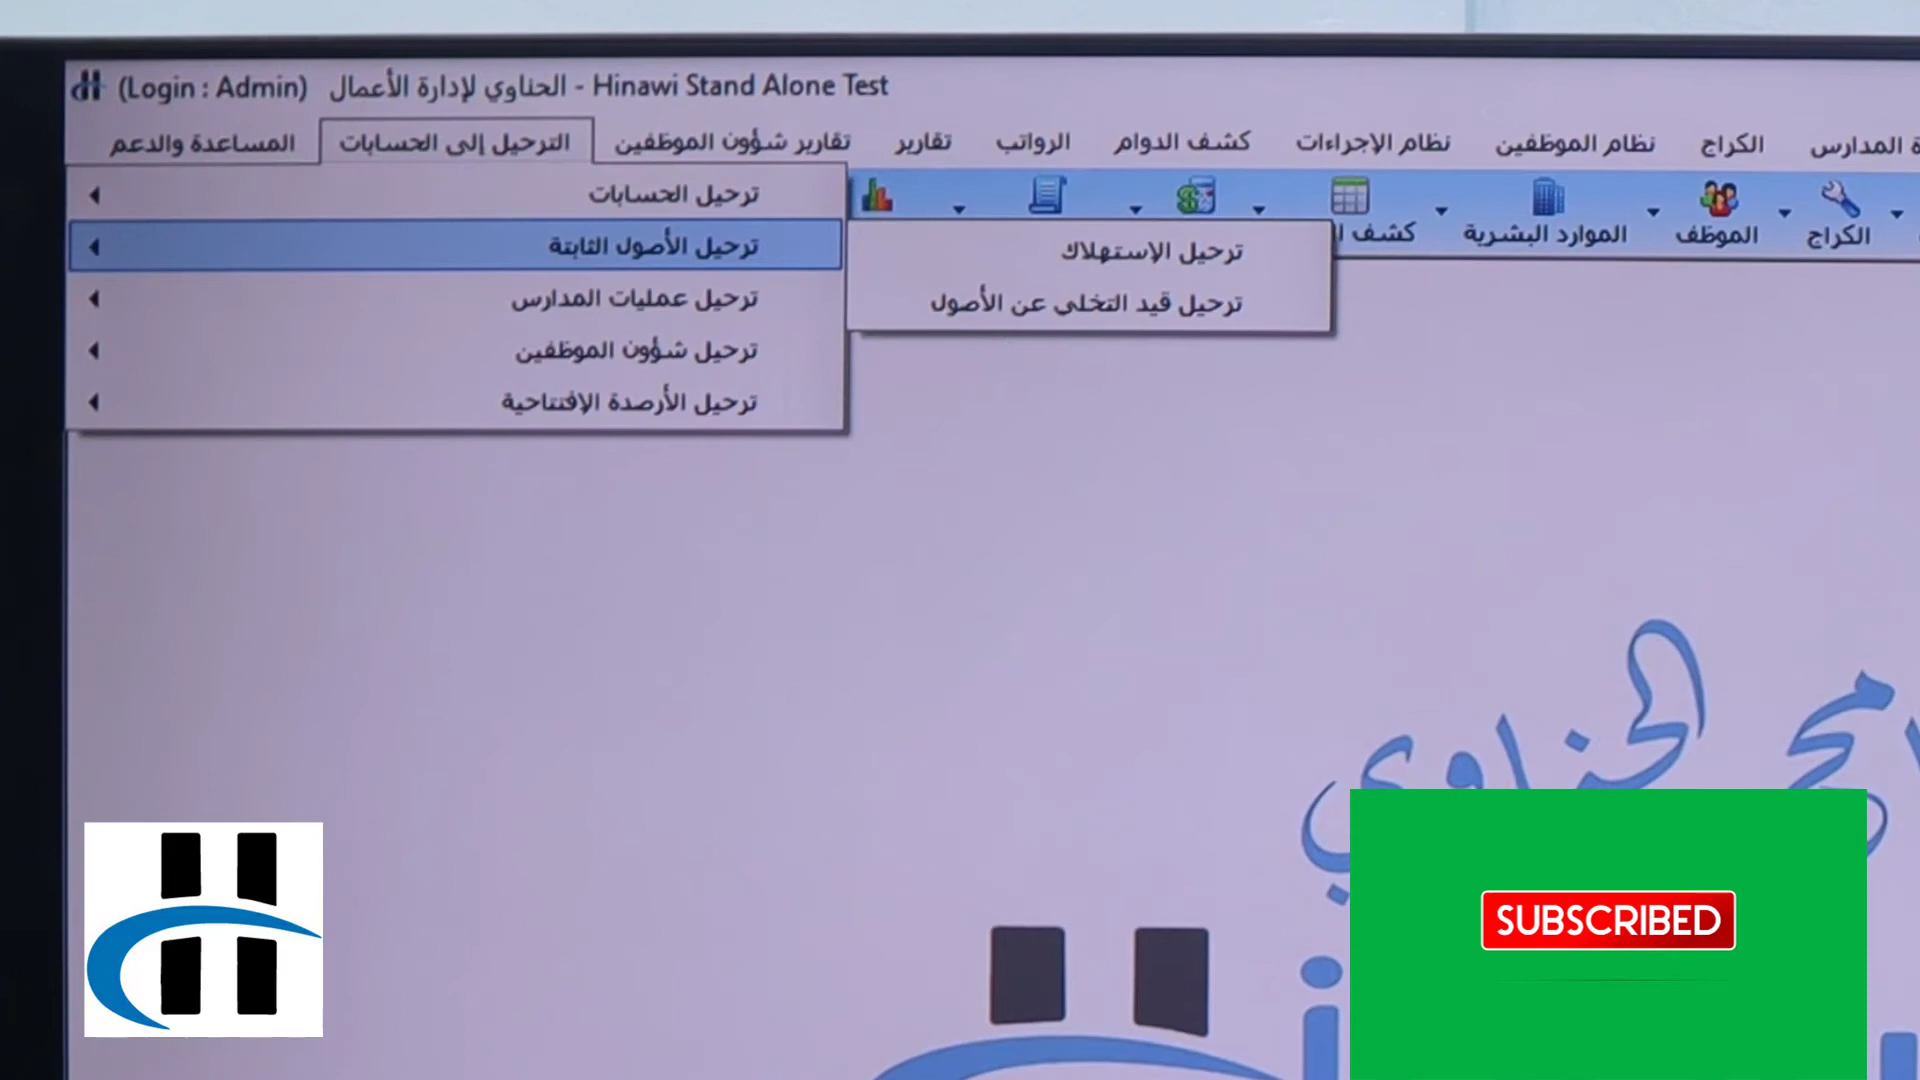 (Login : Admin) الحناوي لإدارة الأعمال - Hinawi Stand Alone Test
المدارس الكراج نظام الموظفين نظام الإجراءات كشف الدوام الرواتب تقارير تقارير شؤون الموظفين الترحيل إلى الحسابات المساعدة والدعم
الكراج الموظف الموارد البشرية كشف
ترحيل الحسابات
ترحيل الأصول الثابتة
ترحيل عمليات المدارس
ترحيل شؤون الموظفين
ترحيل الأرصدة الإفتتاحية
ترحيل الإستهلاك
ترحيل قيد التخلي عن الأصول
الحناوي
SUBSCRIBED